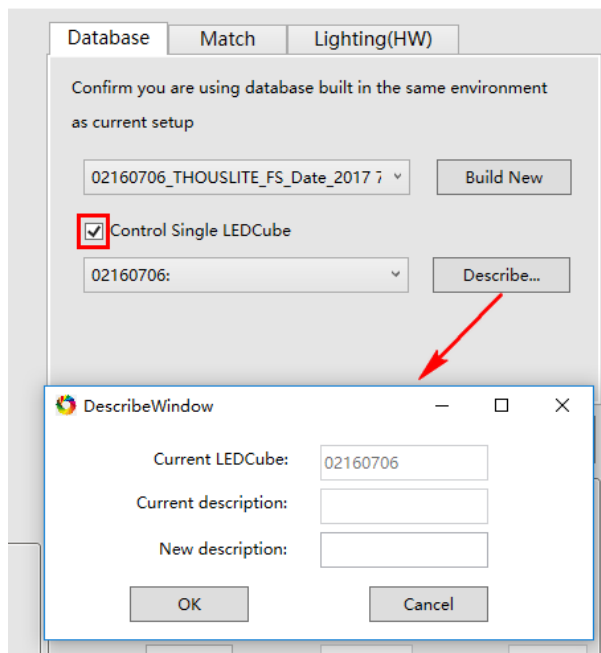 Database Match Lighting(HW)
Confirm you are using database built in the same environment
as current setup
02160706_THOUSLITE_FS_Date_2017 7 Build New
Control Single LEDCube
02160706: Describe...
DescribeWindow
Current LEDCube: 02160706
Current description:
New description:
OK Cancel